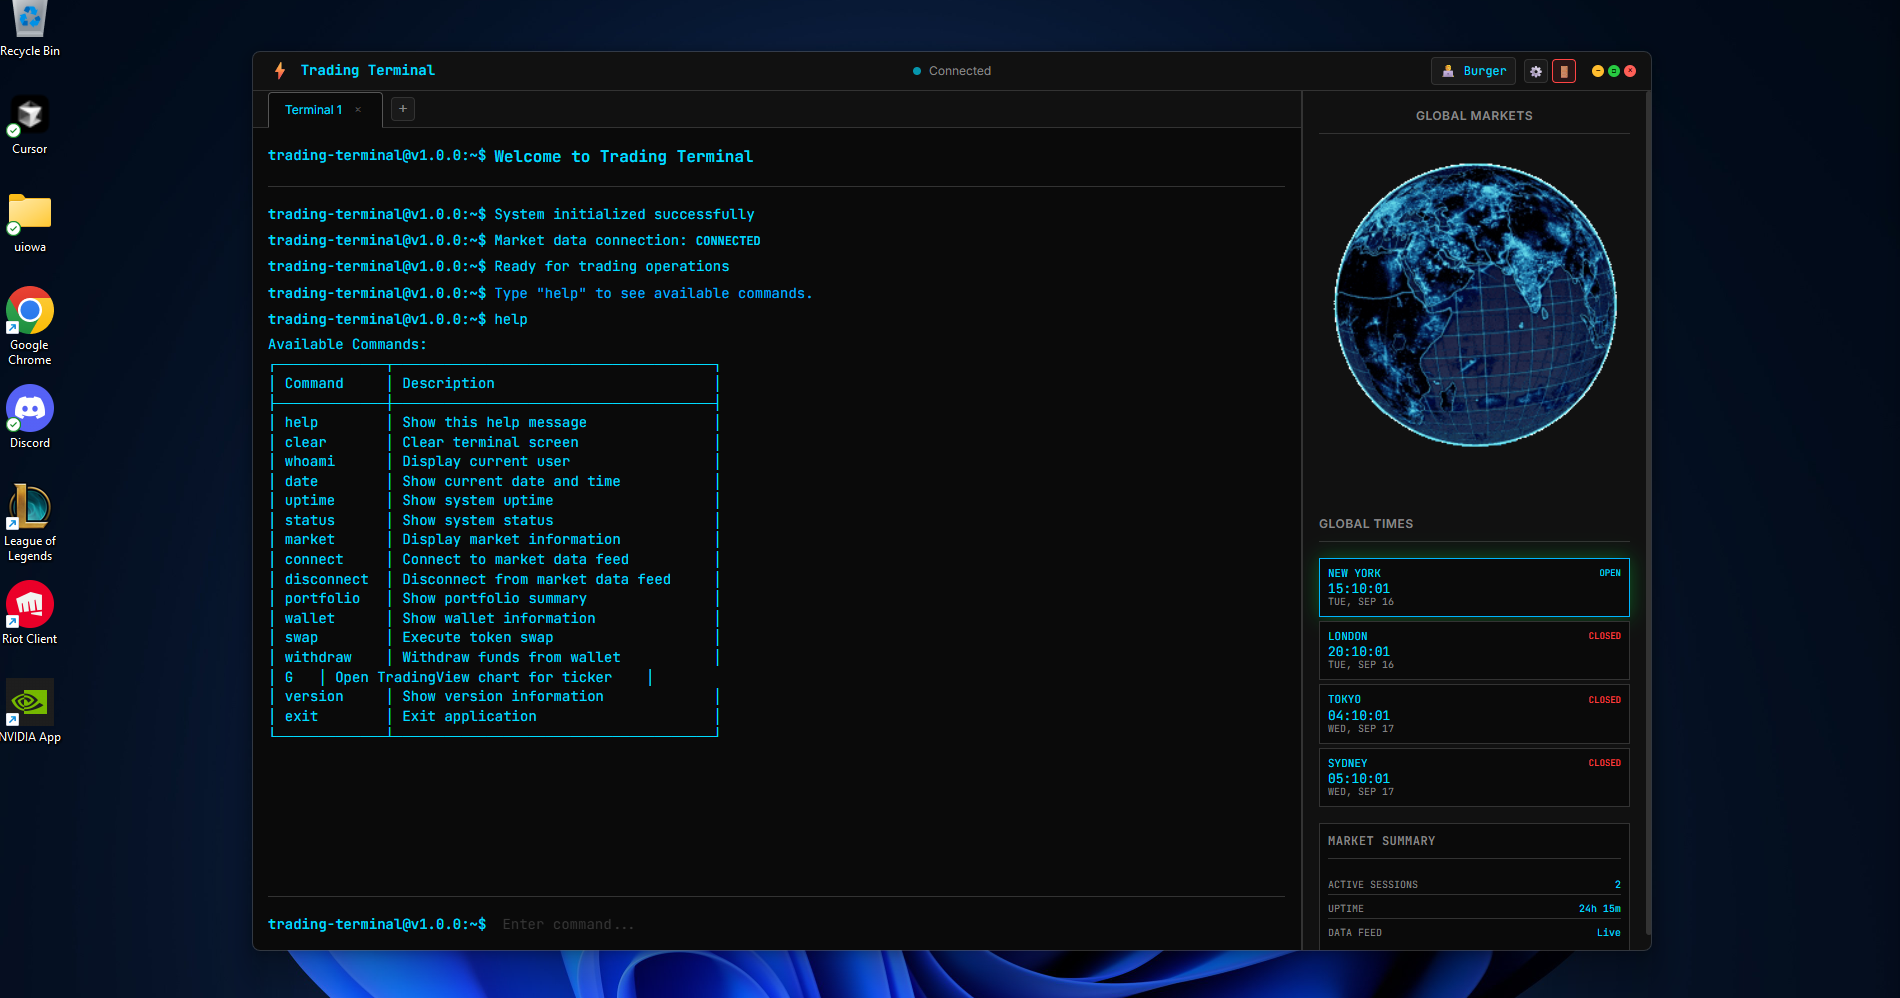 Recycle Bin
Cursor
uiowa
Google
Chrome
Discord
League of
Legends
Riot Client
NVIDIA App
Trading Terminal
Connected
Burger
Terminal 1 ×
+
trading-terminal@v1.0.0:~$ Welcome to Trading Terminal
trading-terminal@v1.0.0:~$ System initialized successfully
trading-terminal@v1.0.0:~$ Market data connection: CONNECTED
trading-terminal@v1.0.0:~$ Ready for trading operations
trading-terminal@v1.0.0:~$ Type "help" to see available commands.
trading-terminal@v1.0.0:~$ help
Available Commands:
Command │ Description
help │ Show this help message
clear │ Clear terminal screen
whoami │ Display current user
date │ Show current date and time
uptime │ Show system uptime
status │ Show system status
market │ Display market information
connect │ Connect to market data feed
disconnect │ Disconnect from market data feed
portfolio │ Show portfolio summary
wallet │ Show wallet information
swap │ Execute token swap
withdraw │ Withdraw funds from wallet
G │ Open TradingView chart for ticker
version │ Show version information
exit │ Exit application
trading-terminal@v1.0.0:~$ Enter command...
GLOBAL MARKETS
GLOBAL TIMES
NEW YORK OPEN
15:10:01
TUE, SEP 16
LONDON CLOSED
20:10:01
TUE, SEP 16
TOKYO CLOSED
04:10:01
WED, SEP 17
SYDNEY CLOSED
05:10:01
WED, SEP 17
MARKET SUMMARY
ACTIVE SESSIONS 2
UPTIME 24h 15m
DATA FEED Live